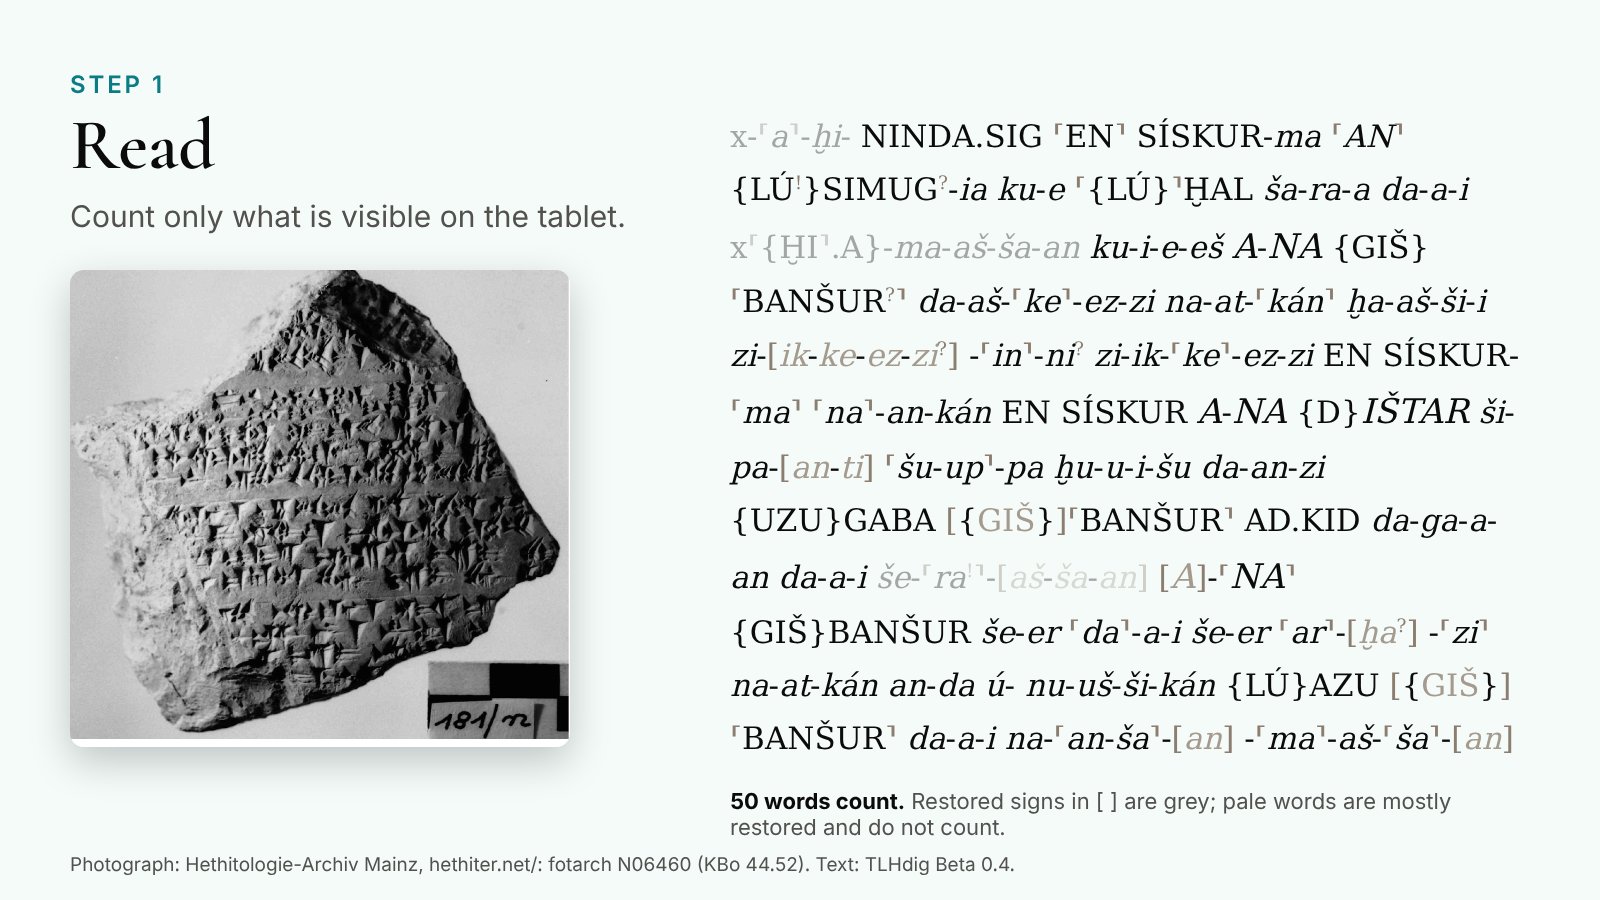 STEP 1
Read
Count only what is visible on the tablet.
181/n
x-⸢a⸣-ḫi- NINDA.SIG ⸢EN⸣ SÍSKUR-ma ⸢AN⸣
{LÚ!}SIMUG?-ia ku-e ⸢{LÚ}⸣ḪAL ša-ra-a da-a-i
x⸢{ḪI⸣.A}-ma-aš-ša-an ku-i-e-eš A-NA {GIŠ}
⸢BANŠUR?⸣ da-aš-⸢ke⸣-ez-zi na-at-⸢kán⸣ ḫa-aš-ši-i
zi-[ik-ke-ez-zi?] -⸢in⸣-ni? zi-ik-⸢ke⸣-ez-zi EN SÍSKUR-
⸢ma⸣ ⸢na⸣-an-kán EN SÍSKUR A-NA {D}IŠTAR ši-
pa-[an-ti] ⸢šu-up⸣-pa ḫu-u-i-šu da-an-zi
{UZU}GABA [{GIŠ}]⸢BANŠUR⸣ AD.KID da-ga-a-
an da-a-i še-⸢ra!⸣-[aš-ša-an] [A]-⸢NA⸣
{GIŠ}BANŠUR še-er ⸢da⸣-a-i še-er ⸢ar⸣-[ḫa?] -⸢zi⸣
na-at-kán an-da ú- nu-uš-ši-kán {LÚ}AZU [{GIŠ}]
⸢BANŠUR⸣ da-a-i na-⸢an-ša⸣-[an] -⸢ma⸣-aš-⸢ša⸣-[an]
50 words count. Restored signs in [ ] are grey; pale words are mostly
restored and do not count.
Photograph: Hethitologie-Archiv Mainz, hethiter.net/: fotarch N06460 (KBo 44.52). Text: TLHdig Beta 0.4.